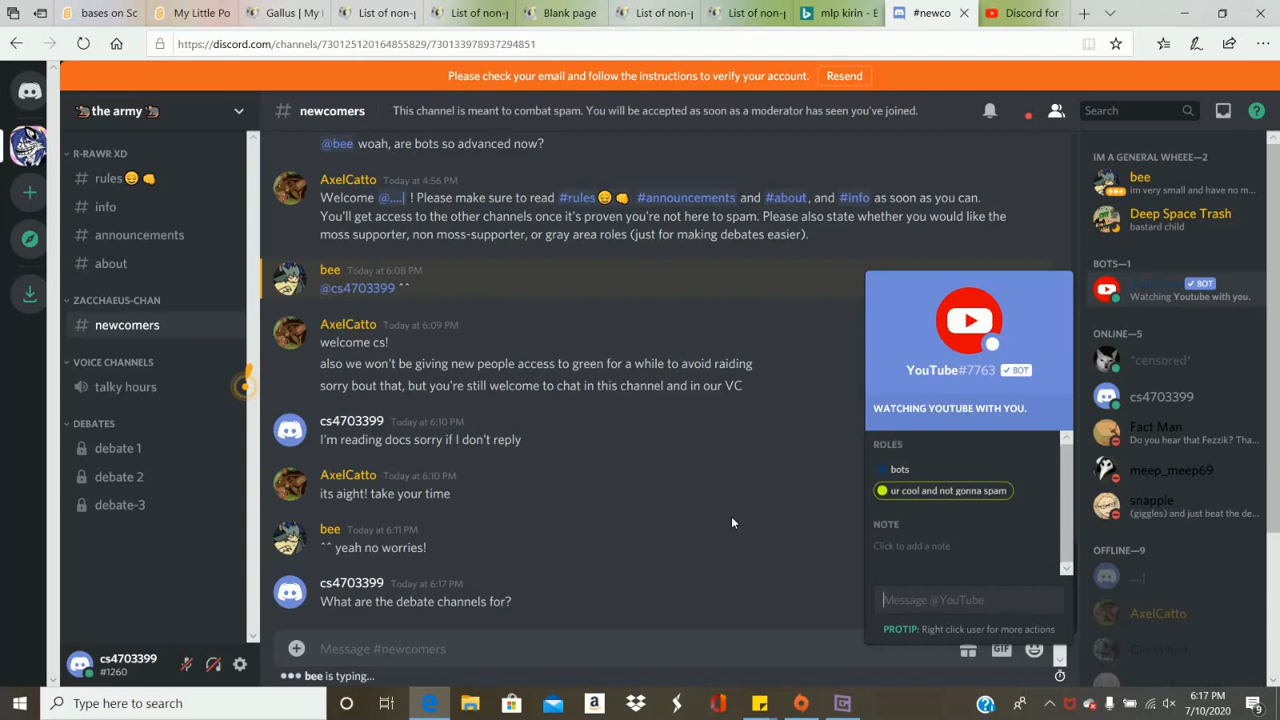 bases on Sc
My Little Po
Gallus | My
List of non-
List of non-p
Blank page
List of non-p
List of non-p
mlp kirin - E
#newco
Discord for
https://discord.com/channels/730125120164855829/730133978937294851
Please check your email and follow the instructions to verify your account.
Resend
🐜 the army 🐜
# newcomers
This channel is meant to combat spam. You will be accepted as soon as a moderator has seen you've joined.
Search
R-RAWR XD
# rules😔👊
# info
# announcements
# about
ZACCHAEUS-CHAN
# newcomers
VOICE CHANNELS
talky hours
DEBATES
debate 1
debate 2
debate-3
cs4703399
#1260
@bee woah, are bots so advanced now?
AxelCatto Today at 4:56 PM
Welcome @....| ! Please make sure to read #rules😔👊 #announcements and #about, and #info as soon as you can.
You'll get access to the other channels once it's proven you're not here to spam. Please also state whether you would like the
moss supporter, non moss-supporter, or gray area roles (just for making debates easier).
bee Today at 6:08 PM
@cs4703399 ^^
AxelCatto Today at 6:09 PM
welcome cs!
also we won't be giving new people access to green for a while to avoid raiding
sorry bout that, but you're still welcome to chat in this channel and in our VC
cs4703399 Today at 6:10 PM
I'm reading docs sorry if I don't reply
AxelCatto Today at 6:10 PM
its aight! take your time
bee Today at 6:11 PM
^^ yeah no worries!
cs4703399 Today at 6:17 PM
What are the debate channels for?
Message #newcomers
GIF
bee is typing...
YouTube#7763 ✓ BOT
WATCHING YOUTUBE WITH YOU.
ROLES
bots
ur cool and not gonna spam
NOTE
Click to add a note
Message @YouTube
PROTIP: Right click user for more actions
IM A GENERAL WHEEE—2
bee
im very small and have no m...
Deep Space Trash
bastard child
BOTS—1
✓ BOT
Watching Youtube with you.
ONLINE—5
*censored*
cs4703399
Fact Man
Do you hear that Fezzik? Tha...
meep_meep69
snapple
(giggles) and just beat the de...
OFFLINE—9
....|
AxelCatto
Type here to search
6:17 PM
7/10/2020
9